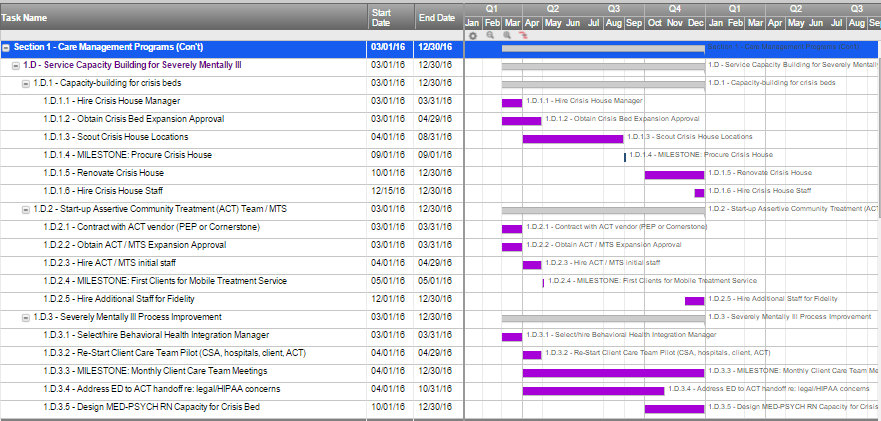 Task Name Start Date End Date Q1 Q2 Q3 Q4 Q1 Q2 Q3
Jan Feb Mar Apr May Jun Jul Aug Sep Oct Nov Dec Jan Feb Mar Apr May Jun Jul Aug Se
Section 1 - Care Management Programs (Con't) 03/01/16 12/30/16 Section 1 - Care Management Programs (Con't)
1.D - Service Capacity Building for Severely Mentally Ill 03/01/16 12/30/16 1.D - Service Capacity Building for Severely Mentally
1.D.1 - Capacity-building for crisis beds 03/01/16 12/30/16 1.D.1 - Capacity-building for crisis beds
1.D.1.1 - Hire Crisis House Manager 03/01/16 03/31/16 1.D.1.1 - Hire Crisis House Manager
1.D.1.2 - Obtain Crisis Bed Expansion Approval 03/01/16 04/29/16 1.D.1.2 - Obtain Crisis Bed Expansion Approval
1.D.1.3 - Scout Crisis House Locations 04/01/16 08/31/16 1.D.1.3 - Scout Crisis House Locations
1.D.1.4 - MILESTONE: Procure Crisis House 09/01/16 09/01/16 1.D.1.4 - MILESTONE: Procure Crisis House
1.D.1.5 - Renovate Crisis House 10/01/16 12/30/16 1.D.1.5 - Renovate Crisis House
1.D.1.6 - Hire Crisis House Staff 12/15/16 12/30/16 1.D.1.6 - Hire Crisis House Staff
1.D.2 - Start-up Assertive Community Treatment (ACT) Team / MTS 03/01/16 12/30/16 1.D.2 - Start-up Assertive Community Treatment (ACT
1.D.2.1 - Contract with ACT vendor (PEP or Cornerstone) 03/01/16 03/31/16 1.D.2.1 - Contract with ACT vendor (PEP or Cornerstone)
1.D.2.2 - Obtain ACT / MTS Expansion Approval 03/01/16 03/31/16 1.D.2.2 - Obtain ACT / MTS Expansion Approval
1.D.2.3 - Hire ACT / MTS initial staff 04/01/16 04/29/16 1.D.2.3 - Hire ACT / MTS initial staff
1.D.2.4 - MILESTONE: First Clients for Mobile Treatment Service 05/01/16 05/01/16 1.D.2.4 - MILESTONE: First Clients for Mobile Treatment Service
1.D.2.5 - Hire Additional Staff for Fidelity 12/01/16 12/30/16 1.D.2.5 - Hire Additional Staff for Fidelity
1.D.3 - Severely Mentally Ill Process Improvement 03/01/16 12/30/16 1.D.3 - Severely Mentally Ill Process Improvement
1.D.3.1 - Select/hire Behavioral Health Integration Manager 03/01/16 03/31/16 1.D.3.1 - Select/hire Behavioral Health Integration Manager
1.D.3.2 - Re-Start Client Care Team Pilot (CSA, hospitals, client, ACT) 04/01/16 04/29/16 1.D.3.2 - Re-Start Client Care Team Pilot (CSA, hospitals, client, ACT)
1.D.3.3 - MILESTONE: Monthly Client Care Team Meetings 04/01/16 12/30/16 1.D.3.3 - MILESTONE: Monthly Client Care Team Me
1.D.3.4 - Address ED to ACT handoff re: legal/HIPAA concerns 04/01/16 10/31/16 1.D.3.4 - Address ED to ACT handoff re: legal/HIPAA concerns
1.D.3.5 - Design MED-PSYCH RN Capacity for Crisis Bed 10/01/16 12/30/16 1.D.3.5 - Design MED-PSYCH RN Capacity for Crisis